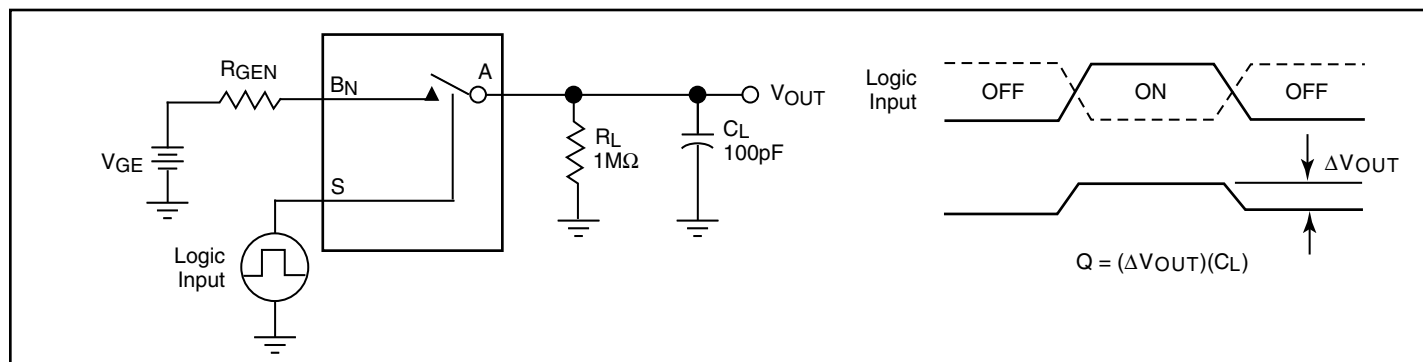 RGEN
BN
A
VOUT
VGE
RL
1MΩ
CL
100pF
S
Logic
Input
Logic
Input
OFF
ON
OFF
ΔVOUT
Q = (ΔVOUT)(CL)